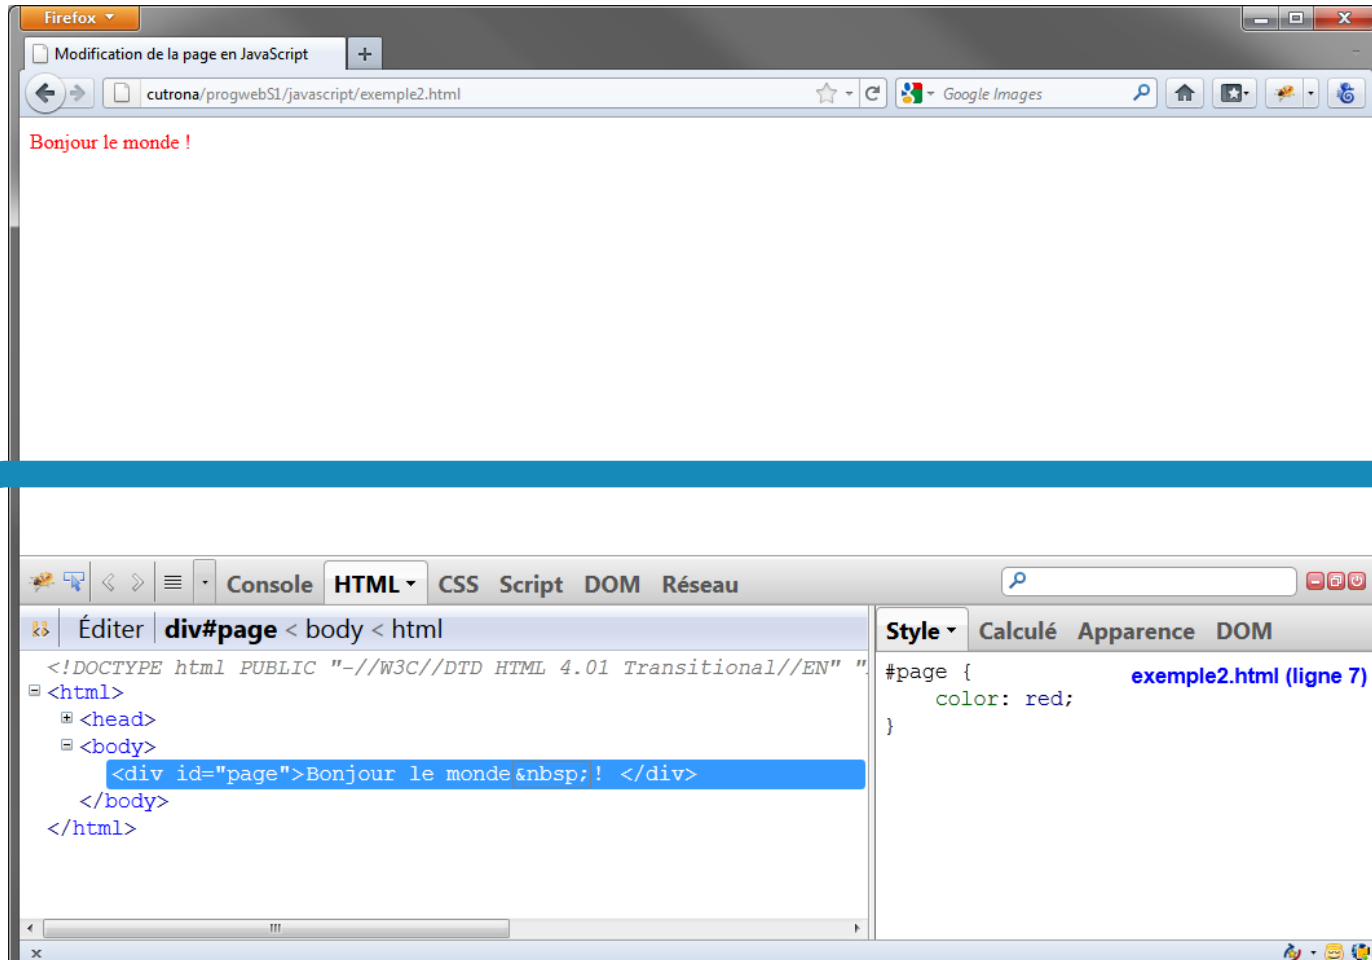 Firefox
Modification de la page en JavaScript
cutrona/progwebS1/javascript/exemple2.html
Google Images
Bonjour le monde !
Console HTML CSS Script DOM Réseau
Éditer div#page < body < html
Style Calculé Apparence DOM
<!DOCTYPE html PUBLIC "-//W3C//DTD HTML 4.01 Transitional//EN" "
<html>
<head>
<body>
<div id="page">Bonjour le monde&nbsp;! </div>
</body>
</html>
#page { exemple2.html (ligne 7)
color: red;
}